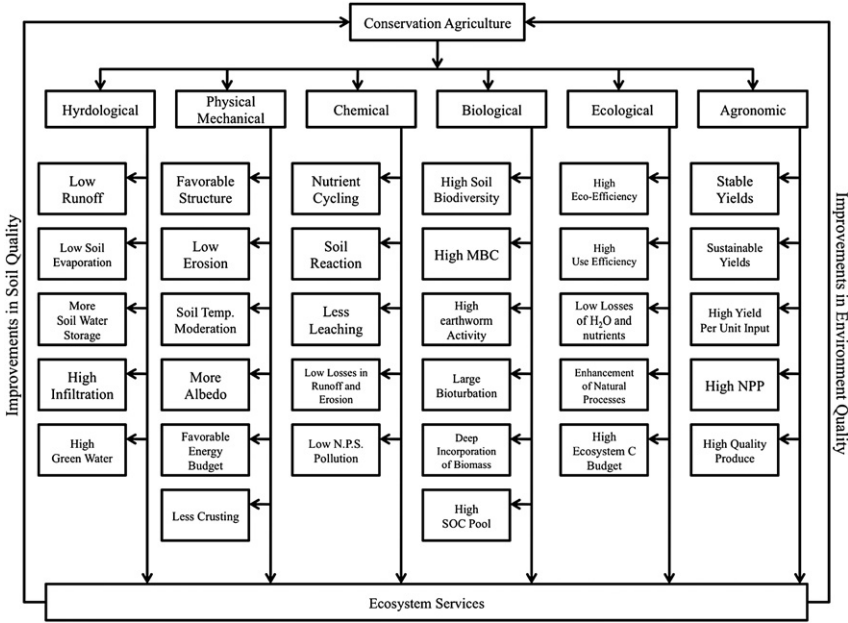 Conservation Agriculture
Hyrdological
Physical
Mechanical
Chemical
Biological
Ecological
Agronomic
Low
Runoff
Favorable
Structure
Nutrient
Cycling
High Soil
Biodiversity
High
Eco-Efficiency
Stable
Yields
Low Soil
Evaporation
Low
Erosion
Soil
Reaction
High MBC
High
Use Efficiency
Sustainable
Yields
More
Soil Water
Storage
Soil Temp.
Moderation
Less
Leaching
High
earthworm
Activity
Low Losses
of H₂O and
nutrients
High Yield
Per Unit Input
High
Infiltration
More
Albedo
Low Losses in
Runoff and
Erosion
Large
Bioturbation
Enhancement
of Natural
Processes
High NPP
High
Green Water
Favorable
Energy
Budget
Low N.P.S.
Pollution
Deep
Incorporation
of Biomass
High
Ecosystem C
Budget
High Quality
Produce
Less Crusting
High
SOC Pool
Ecosystem Services
Improvements in Soil Quality
Improvements in Environment Quality